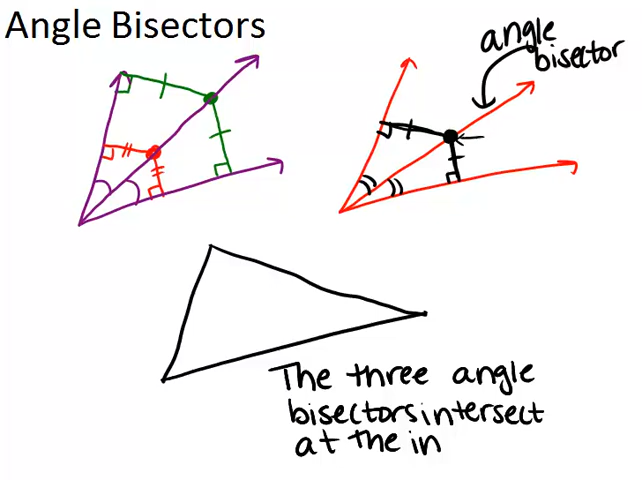 Angle Bisectors
angle
bisector
The three angle
bisectors intersect
at the in